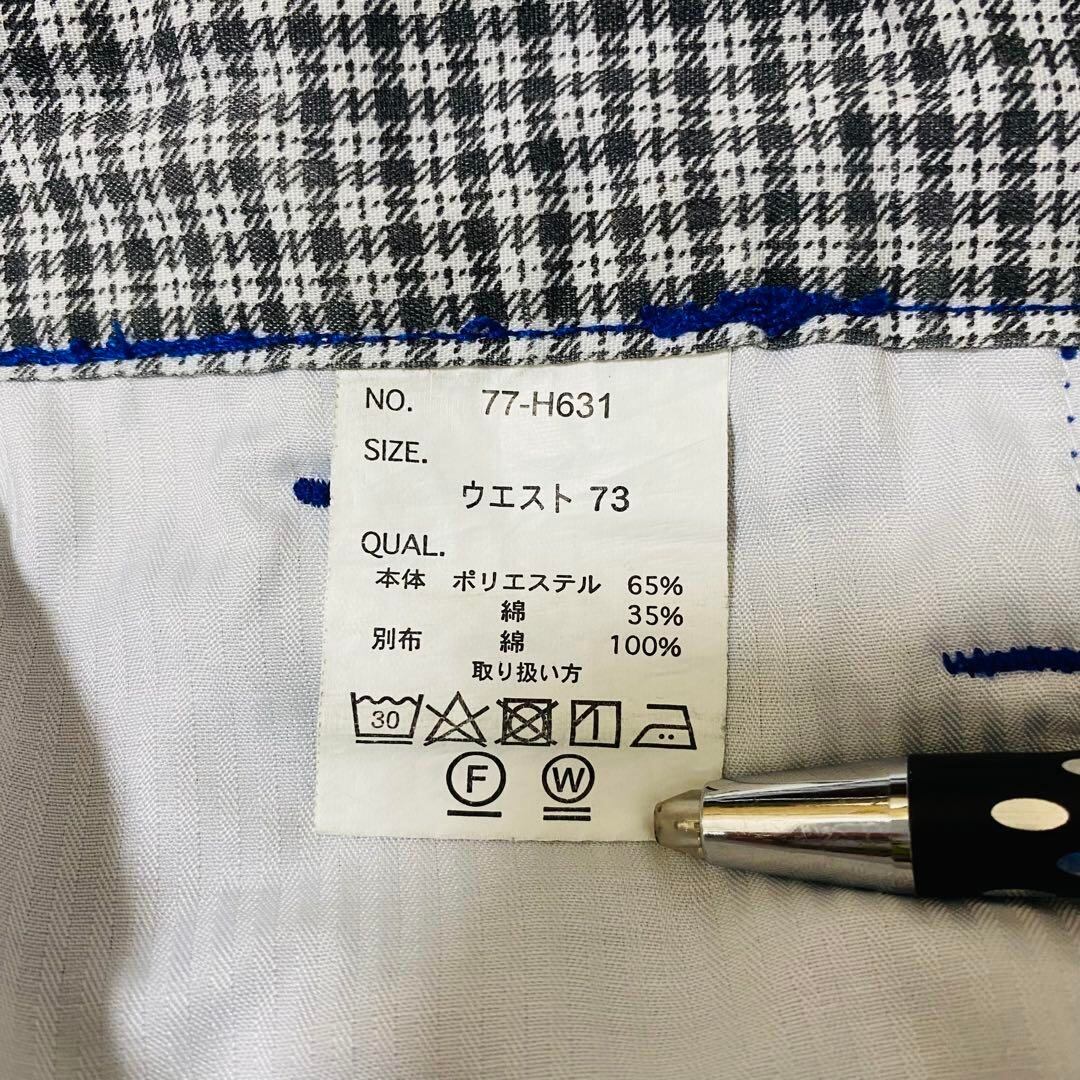 NO. 77-H631
SIZE.
ウエスト 73
QUAL.
本体 ポリエステル 65%
綿 35%
別布 綿 100%
取り扱い方
30
F W